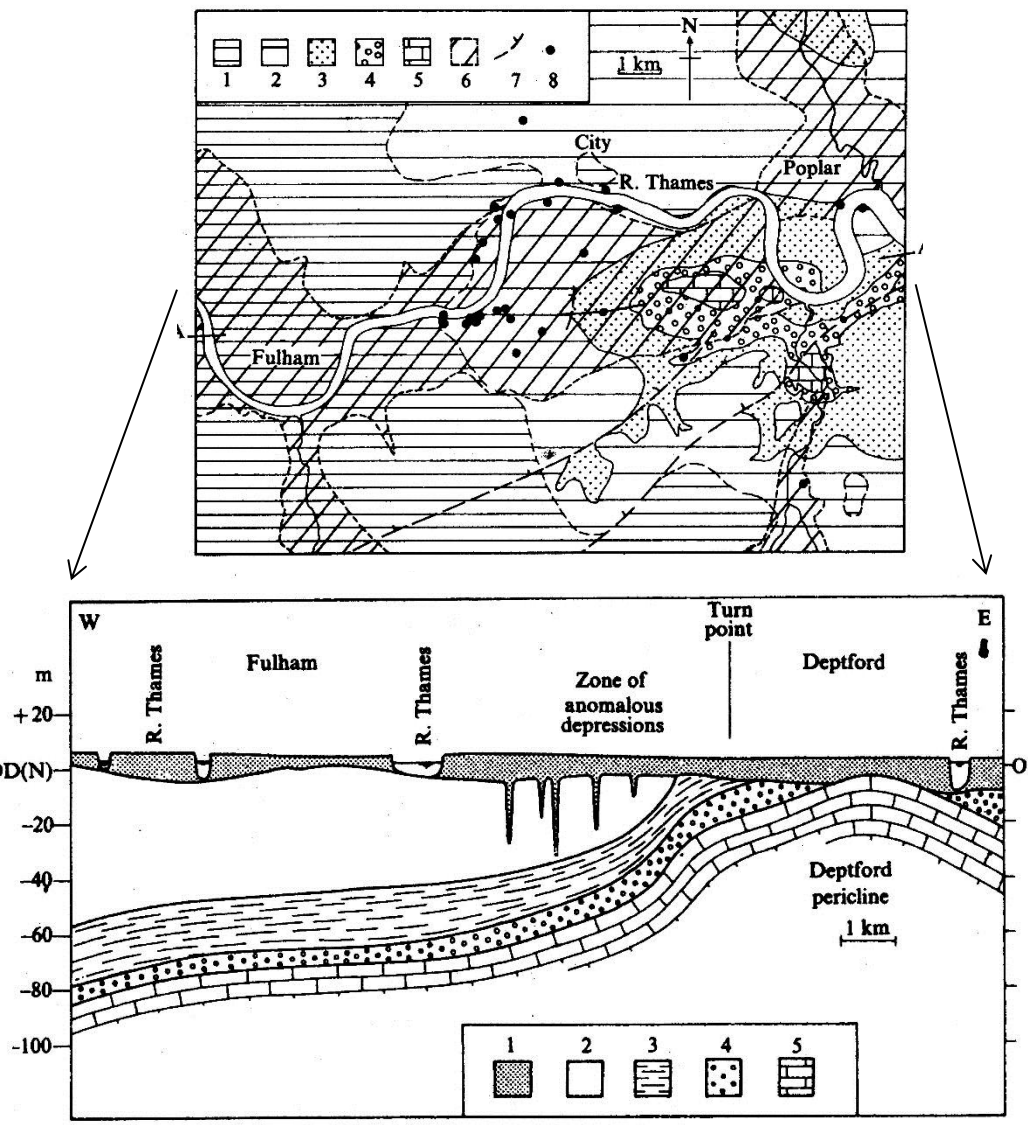 1 2 3 4 5 6 7 8
N
1 km
City
R. Thames
Poplar
Fulham
W
E
Turn
point
m
R. Thames
Fulham
R. Thames
Zone of
anomalous
depressions
Deptford
R. Thames
+20
OD(N)
O
-20
-40
-60
-80
-100
Deptford
pericline
1 km
1 2 3 4 5